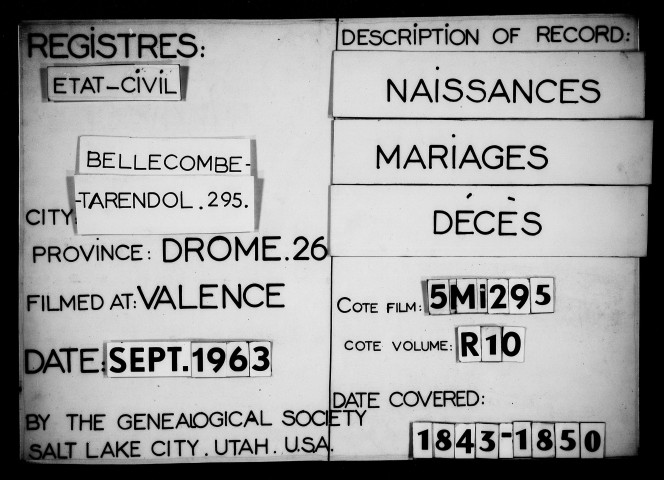 REGISTRES:
ETAT-CIVIL
BELLECOMBE-
TARENDOL.295.
CITY:
PROVINCE: DROME.26
FILMED AT: VALENCE
DATE: SEPT.1963
BY THE GENEALOGICAL SOCIETY
SALT LAKE CITY. UTAH. U.S.A.
DESCRIPTION OF RECORD:
NAISSANCES
MARIAGES
DÉCÈS
COTE FILM: 5Mi295
COTE VOLUME: R10
DATE COVERED:
1843-1850